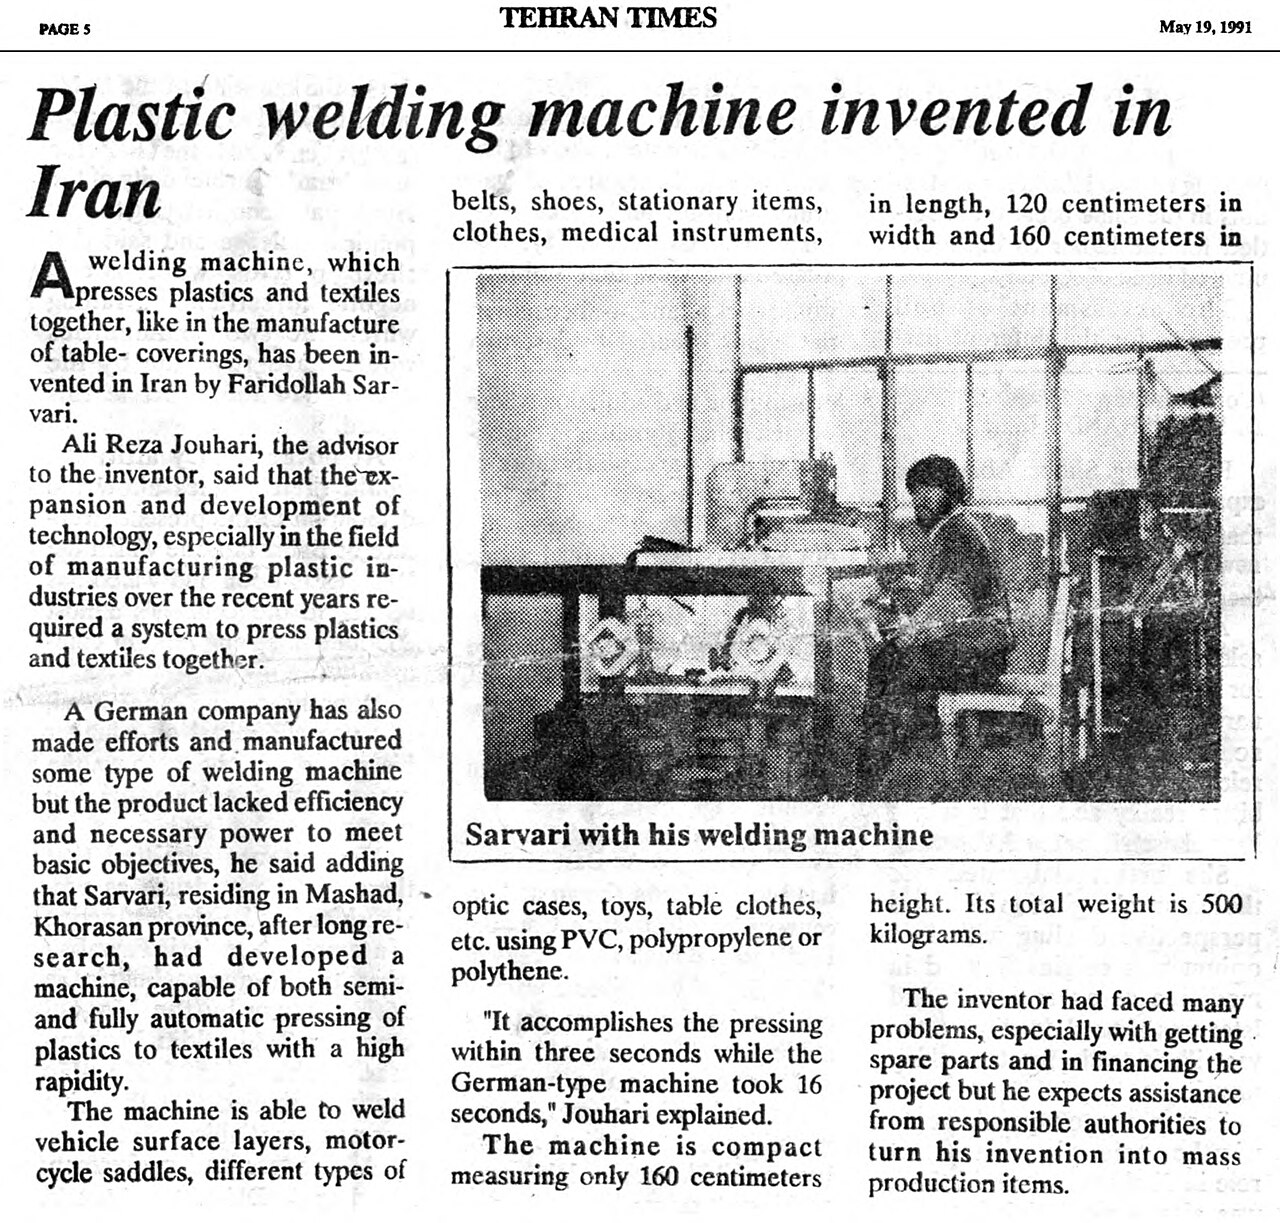 PAGE 5
TEHRAN TIMES
May 19, 1991
Plastic welding machine invented in
Iran
A welding machine, which
presses plastics and textiles
together, like in the manufacture
of table- coverings, has been in-
vented in Iran by Faridollah Sar-
vari.
Ali Reza Jouhari, the advisor
to the inventor, said that the ex-
pansion and development of
technology, especially in the field
of manufacturing plastic in-
dustries over the recent years re-
quired a system to press plastics
and textiles together.
A German company has also
made efforts and manufactured
some type of welding machine
but the product lacked efficiency
and necessary power to meet
basic objectives, he said adding
that Sarvari, residing in Mashad,
Khorasan province, after long re-
search, had developed a
machine, capable of both semi-
and fully automatic pressing of
plastics to textiles with a high
rapidity.
The machine is able to weld
vehicle surface layers, motor-
cycle saddles, different types of
belts, shoes, stationary items,
clothes, medical instruments,
optic cases, toys, table clothes,
etc. using PVC, polypropylene or
polythene.
"It accomplishes the pressing
within three seconds while the
German-type machine took 16
seconds," Jouhari explained.
The machine is compact
measuring only 160 centimeters
in length, 120 centimeters in
width and 160 centimeters in
Sarvari with his welding machine
height. Its total weight is 500
kilograms.
The inventor had faced many
problems, especially with getting
spare parts and in financing the
project but he expects assistance
from responsible authorities to
turn his invention into mass
production items.